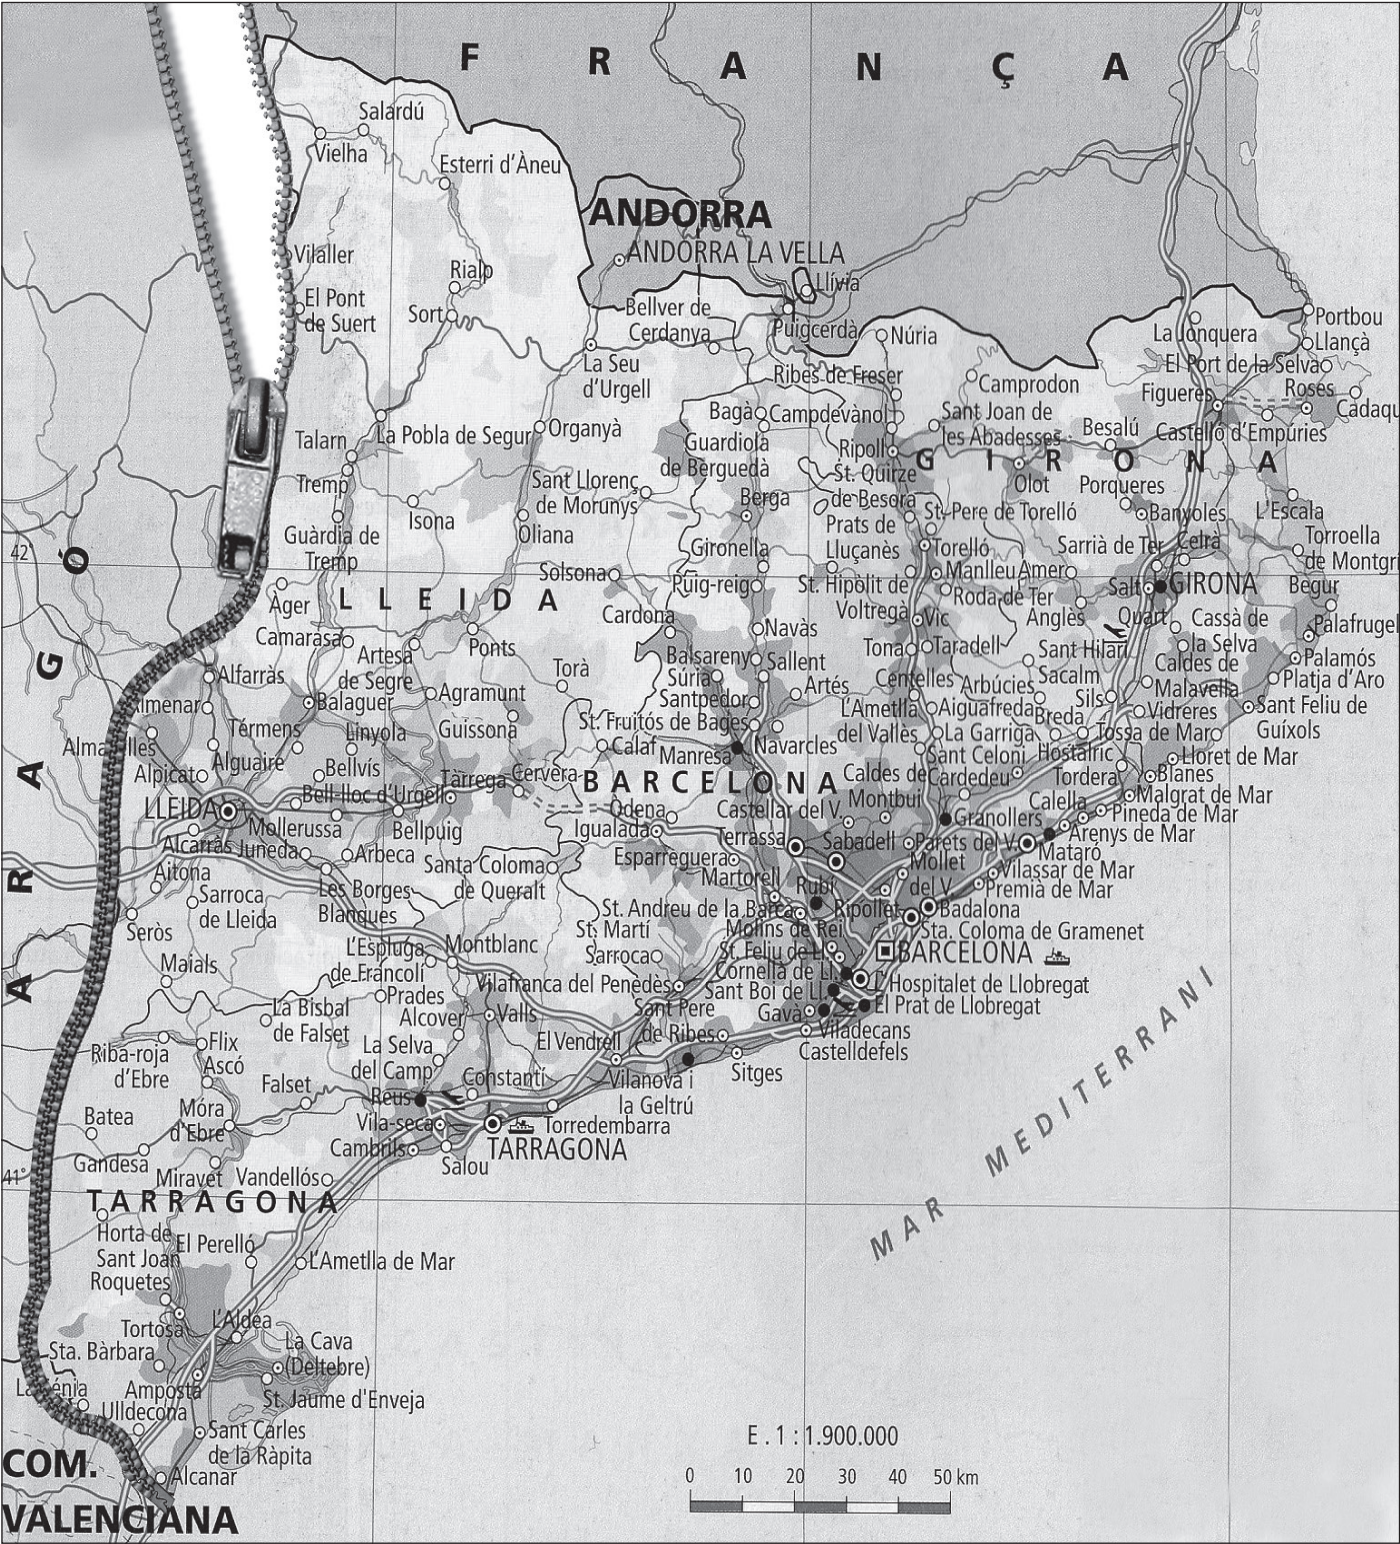 F R A N Ç A
Salardú
Vielha
Esterri d'Àneu
ANDORRA
ANDORRA LA VELLA
Vilaller
Rialp
Llívia
El Pont
de Suert
Sort
Bellver de
Cerdanya
Puigcerdà
Núria
La Jonquera
Portbou
Llançà
La Seu
d'Urgell
Ribes de Freser
Camprodon
El Port de la Selva
Figueres
Roses
Cadaqu
Talarn
La Pobla de Segur
Organyà
Bagà
Campdevànol
Sant Joan de
les Abadesses
Besalú
Castelló d'Empúries
Guardiola
de Berguedà
Ripoll
G I R O N A
Tremp
Sant Llorenç
de Morunys
St. Quirze
de Besora
Olot
Porqueres
Isona
Berga
Banyoles
L'Escala
Guàrdia de
Tremp
Oliana
Prats de
Lluçanès
St. Pere de Torelló
42°
Gironella
Torelló
Sarrià de Ter
Celrà
Torroella
de Montgrí
Solsona
Puig-reig
St. Hipòlit de
Voltregà
Manlleu
Amer
Salt
GIRONA
Begur
Àger
L L E I D A
Cardona
Roda de Ter
Anglès
Quart
Cassà de
la Selva
Palafrugel
Camarasa
Ponts
Navàs
Vic
Artesa
de Segre
Balsareny
Sallent
Tona
Taradell
Sant Hilari
Sacalm
Caldes de
Malavella
Palamós
Alfarràs
Torà
Súria
Centelles
Arbúcies
Platja d'Aro
Almenar
Balaguer
Agramunt
Santpedor
Artés
L'Ametlla
del Vallès
Aiguafreda
Breda
Sils
Vidreres
Sant Feliu de
Guíxols
Térmens
Linyola
Guissona
St. Fruitós de Bages
La Garriga
Tossa de Mar
Alguaire
Calaf
Manresa
Navarcles
Sant Celoni
Hostalric
Lloret de Mar
Alpicat
Bellvís
Tàrrega
Cervera
B A R C E L O N A
Caldes de
Montbui
Cardedeu
Tordera
Blanes
LLEIDA
Bell-lloc d'Urgell
Òdena
Castellar del V.
Calella
Malgrat de Mar
Mollerussa
Bellpuig
Igualada
Terrassa
Sabadell
Granollers
Pineda de Mar
Alcarràs
Juneda
Arbeca
Esparreguera
Parets del V.
Arenys de Mar
Aitona
Santa Coloma
de Queralt
Martorell
Rubí
Mollet
del V.
Mataró
Vilassar de Mar
Sarroca
de Lleida
Les Borges
Blanques
Premià de Mar
St. Andreu de la Barca
Ripollet
Badalona
Seròs
St. Martí
Sarroca
Molins de Rei
Sta. Coloma de Gramenet
L'Espluga
de Francolí
Montblanc
St. Feliu de Ll.
BARCELONA
Maials
Cornellà de Ll.
Vilafranca del Penedès
Sant Boi de Ll.
L'Hospitalet de Llobregat
Prades
La Bisbal
de Falset
Alcover
Valls
Sant Pere
de Ribes
Gavà
El Prat de Llobregat
Viladecans
Castelldefels
Riba-roja
d'Ebre
Flix
La Selva
del Camp
El Vendrell
Ascó
Sitges
Falset
Constantí
Vilanova i
la Geltrú
Reus
Batea
Móra
d'Ebre
Vila-seca
Torredembarra
Cambrils
TARRAGONA
Gandesa
Salou
Miravet
Vandellós
41°
T A R R A G O N A
MAR MEDITERRANI
Horta de
Sant Joan
El Perelló
L'Ametlla de Mar
Roquetes
Tortosa
L'Aldea
Sta. Bàrbara
La Cava
(Deltebre)
Amposta
St. Jaume d'Enveja
Ulldecona
Sant Carles
de la Ràpita
Alcanar
A R A G Ó
COM.
VALENCIANA
E . 1 : 1.900.000
0 10 20 30 40 50 km